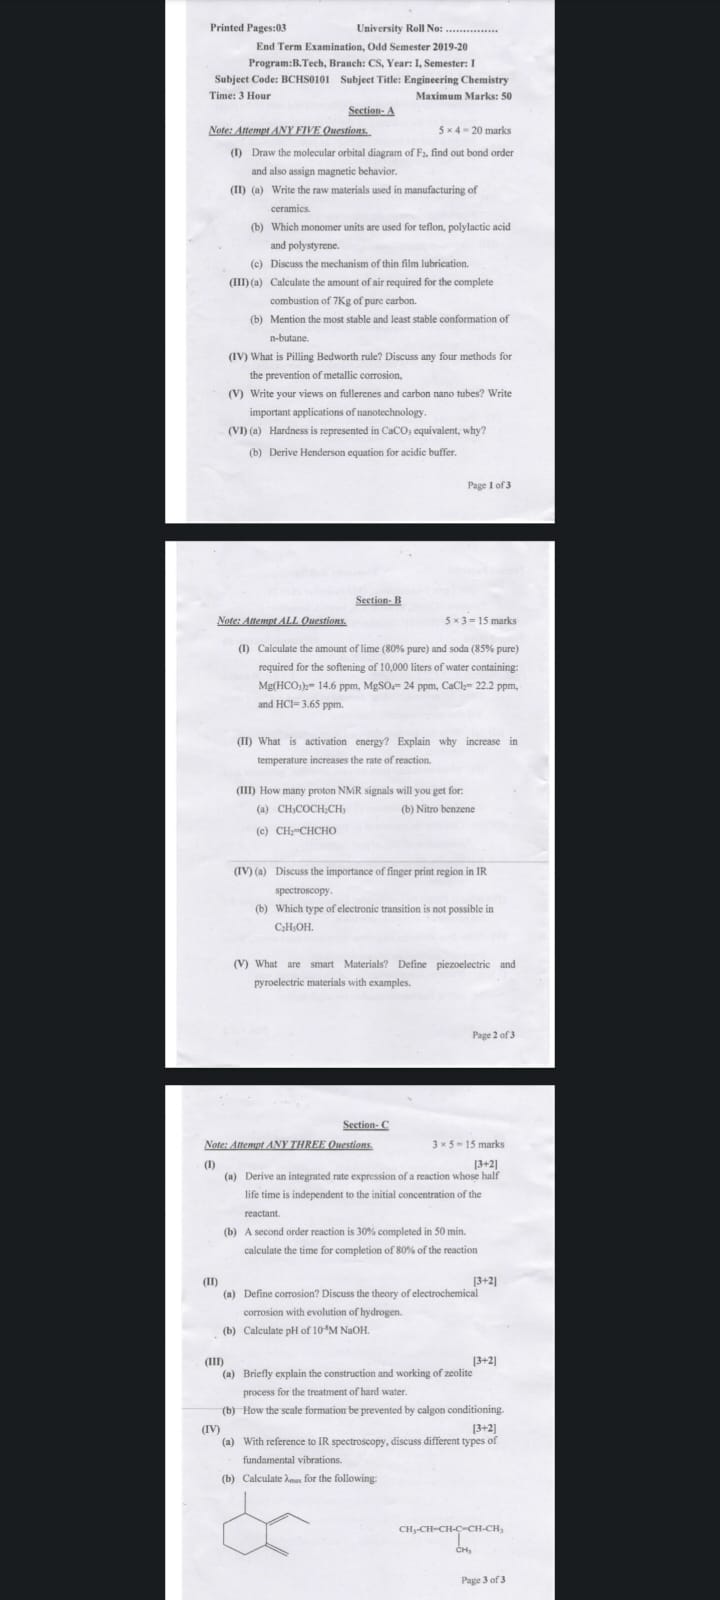 Printed Pages:03 University Roll No: ...............
End Term Examination, Odd Semester 2019-20
Program:B.Tech, Branch: CS, Year: I, Semester: I
Subject Code: BCHS0101 Subject Title: Engineering Chemistry
Time: 3 Hour Maximum Marks: 50
Section- A
Note: Attempt ANY FIVE Questions. 5 × 4 = 20 marks
(I) Draw the molecular orbital diagram of F₂, find out bond order
and also assign magnetic behavior.
(II) (a) Write the raw materials used in manufacturing of
ceramics.
(b) Which monomer units are used for teflon, polylactic acid
and polystyrene.
(c) Discuss the mechanism of thin film lubrication.
(III) (a) Calculate the amount of air required for the complete
combustion of 7Kg of pure carbon.
(b) Mention the most stable and least stable conformation of
n-butane.
(IV) What is Pilling Bedworth rule? Discuss any four methods for
the prevention of metallic corrosion,
(V) Write your views on fullerenes and carbon nano tubes? Write
important applications of nanotechnology.
(VI) (a) Hardness is represented in CaCO₃ equivalent, why?
(b) Derive Henderson equation for acidic buffer.
Page 1 of 3
Section- B
Note: Attempt ALL Questions. 5 × 3 = 15 marks
(I) Calculate the amount of lime (80% pure) and soda (85% pure)
required for the softening of 10,000 liters of water containing:
Mg(HCO₃)₂= 14.6 ppm, MgSO₄= 24 ppm, CaCl₂= 22.2 ppm,
and HCl= 3.65 ppm.
(II) What is activation energy? Explain why increase in
temperature increases the rate of reaction.
(III) How many proton NMR signals will you get for:
(a) CH₃COCH₂CH₃ (b) Nitro benzene
(c) CH₂=CHCHO
(IV) (a) Discuss the importance of finger print region in IR
spectroscopy.
(b) Which type of electronic transition is not possible in
C₂H₅OH.
(V) What are smart Materials? Define piezoelectric and
pyroelectric materials with examples.
Page 2 of 3
Section- C
Note: Attempt ANY THREE Questions. 3 × 5 = 15 marks
(I) [3+2]
(a) Derive an integrated rate expression of a reaction whose half
life time is independent to the initial concentration of the
reactant.
(b) A second order reaction is 30% completed in 50 min.
calculate the time for completion of 80% of the reaction
(II) [3+2]
(a) Define corrosion? Discuss the theory of electrochemical
corrosion with evolution of hydrogen.
(b) Calculate pH of 10⁻⁸M NaOH.
(III) [3+2]
(a) Briefly explain the construction and working of zeolite
process for the treatment of hard water.
(b) How the scale formation be prevented by calgon conditioning.
(IV) [3+2]
(a) With reference to IR spectroscopy, discuss different types of
fundamental vibrations.
(b) Calculate λmax for the following:
CH₃-CH=CH-C=CH-CH₃
CH₃
Page 3 of 3